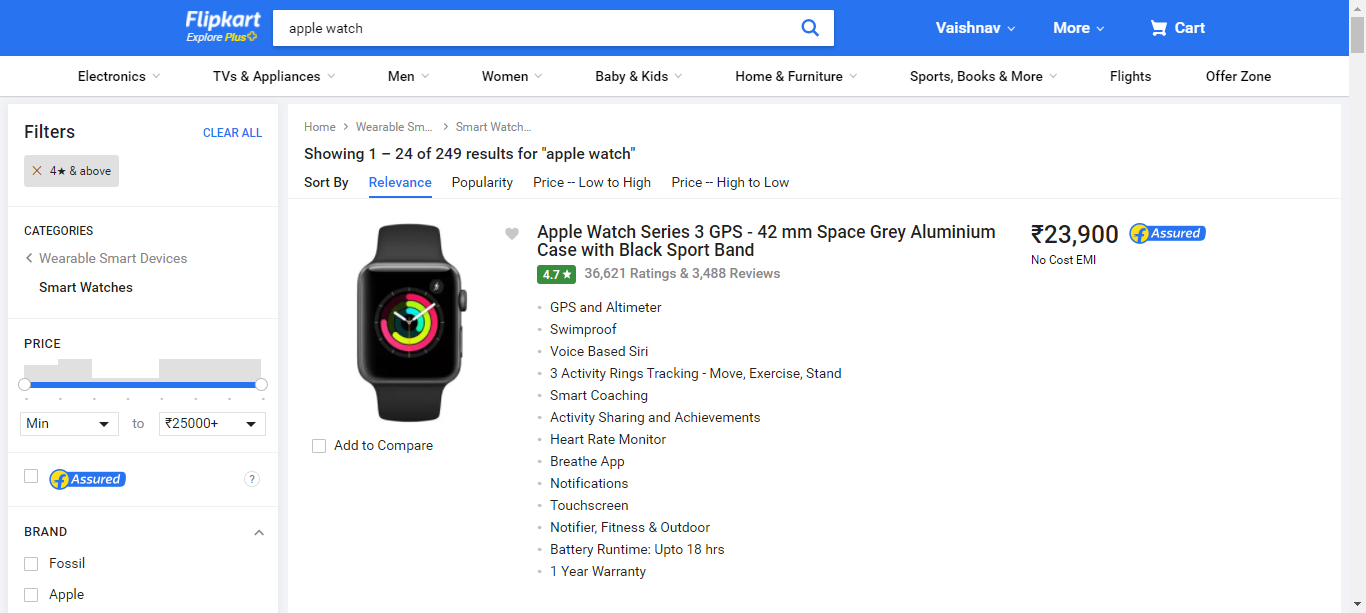 Flipkart
Explore Plus
apple watch
Vaishnav
More
Cart
Electronics
TVs & Appliances
Men
Women
Baby & Kids
Home & Furniture
Sports, Books & More
Flights
Offer Zone
Filters
CLEAR ALL
✕ 4★ & above
CATEGORIES
Wearable Smart Devices
Smart Watches
PRICE
Min to ₹25000+
Assured
?
BRAND
Fossil
Apple
Home > Wearable Sm... > Smart Watch...
Showing 1 – 24 of 249 results for "apple watch"
Sort By Relevance Popularity Price -- Low to High Price -- High to Low
Add to Compare
Apple Watch Series 3 GPS - 42 mm Space Grey Aluminium
Case with Black Sport Band
4.7★ 36,621 Ratings & 3,488 Reviews
GPS and Altimeter
Swimproof
Voice Based Siri
3 Activity Rings Tracking - Move, Exercise, Stand
Smart Coaching
Activity Sharing and Achievements
Heart Rate Monitor
Breathe App
Notifications
Touchscreen
Notifier, Fitness & Outdoor
Battery Runtime: Upto 18 hrs
1 Year Warranty
₹23,900 Assured
No Cost EMI